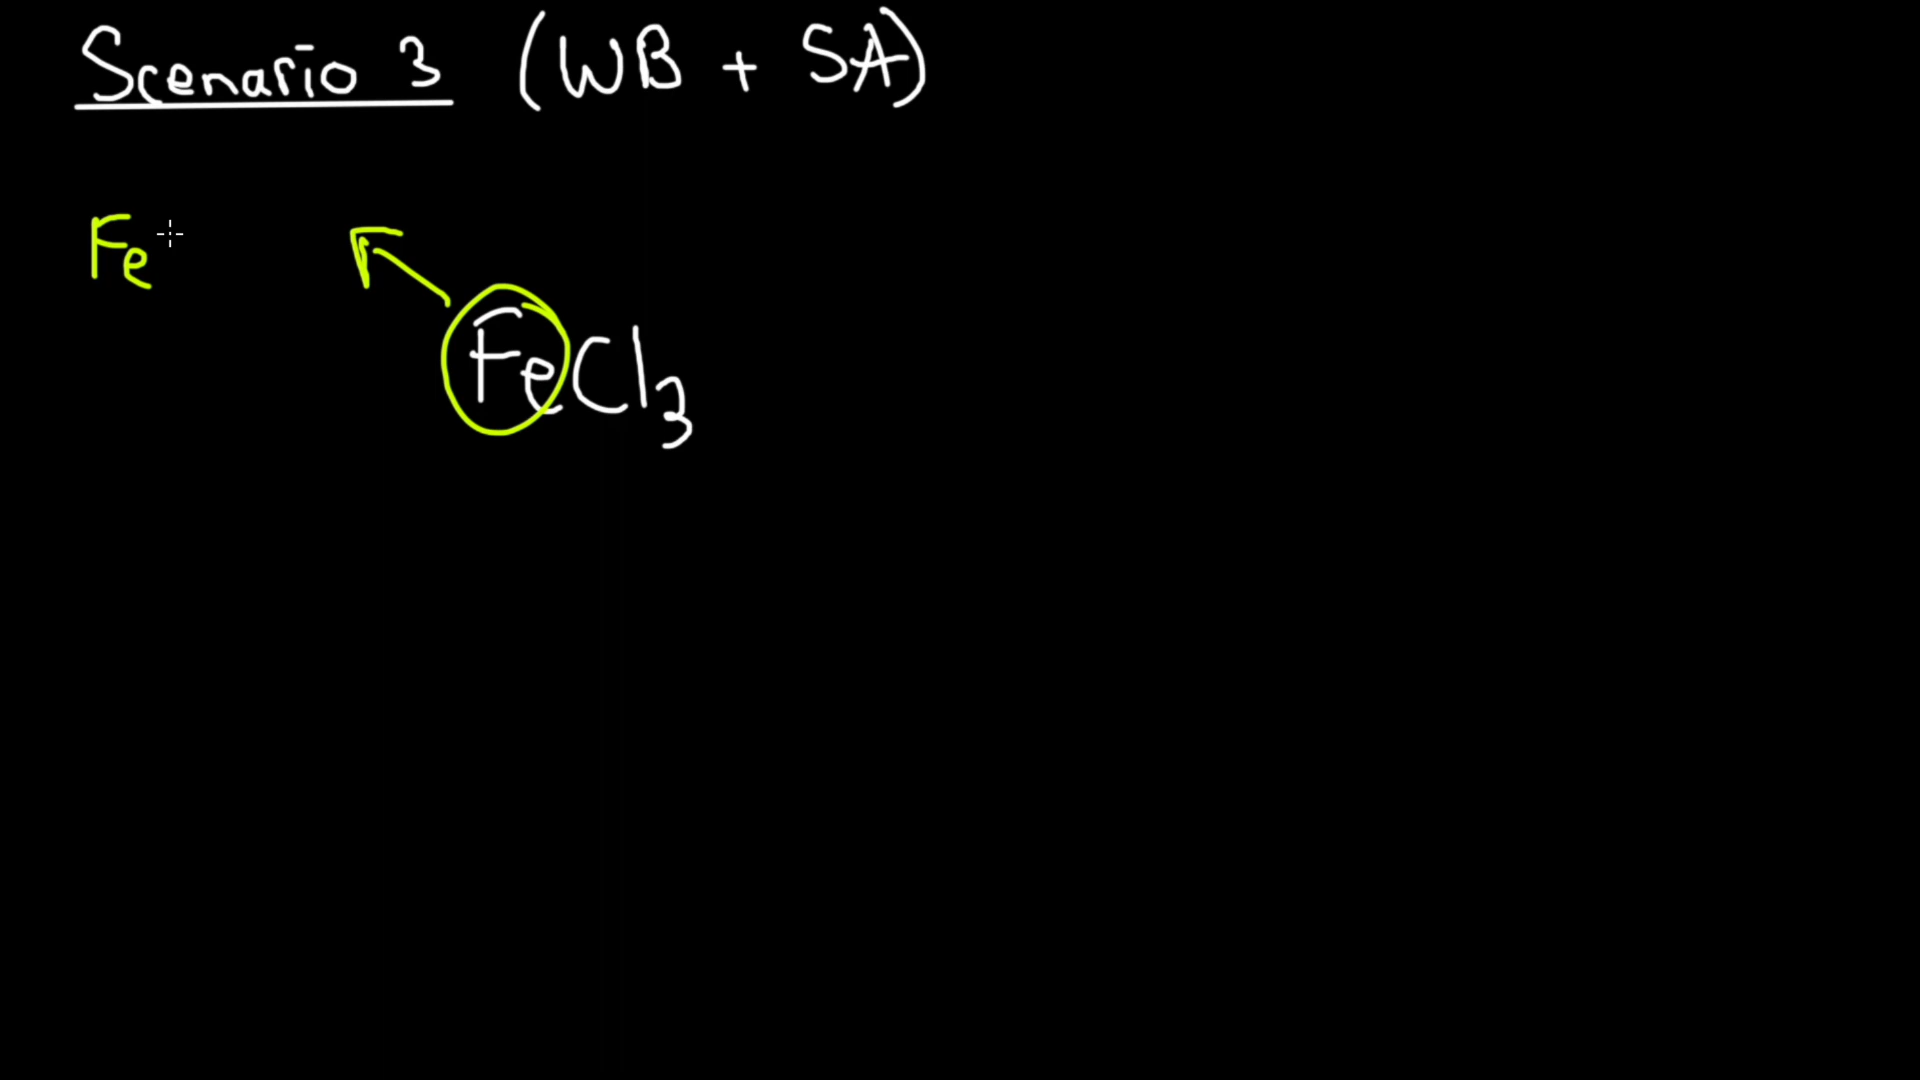 Scenario 3 (WB + SA)
Fe
FeCl₃